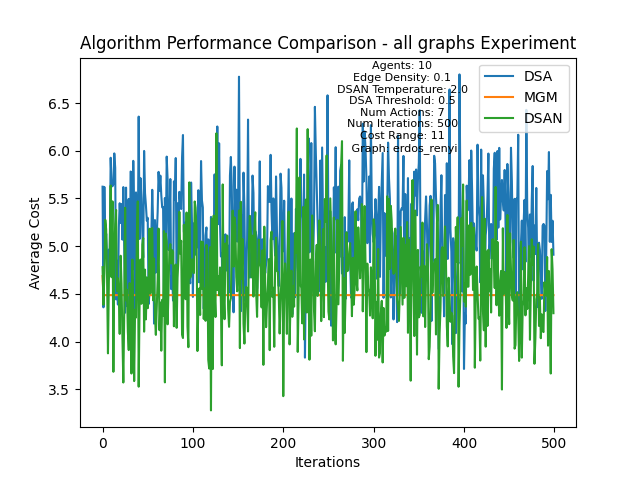 Algorithm Performance Comparison - all graphs Experiment
Agents: 10
Edge Density: 0.1
DSAN Temperature: 2.0
DSA Threshold: 0.5
Num Actions: 7
Num Iterations: 500
Cost Range: 11
Graph: erdos_renyi
DSA
MGM
DSAN
Average Cost
6.5
6.0
5.5
5.0
4.5
4.0
3.5
0 100 200 300 400 500
Iterations